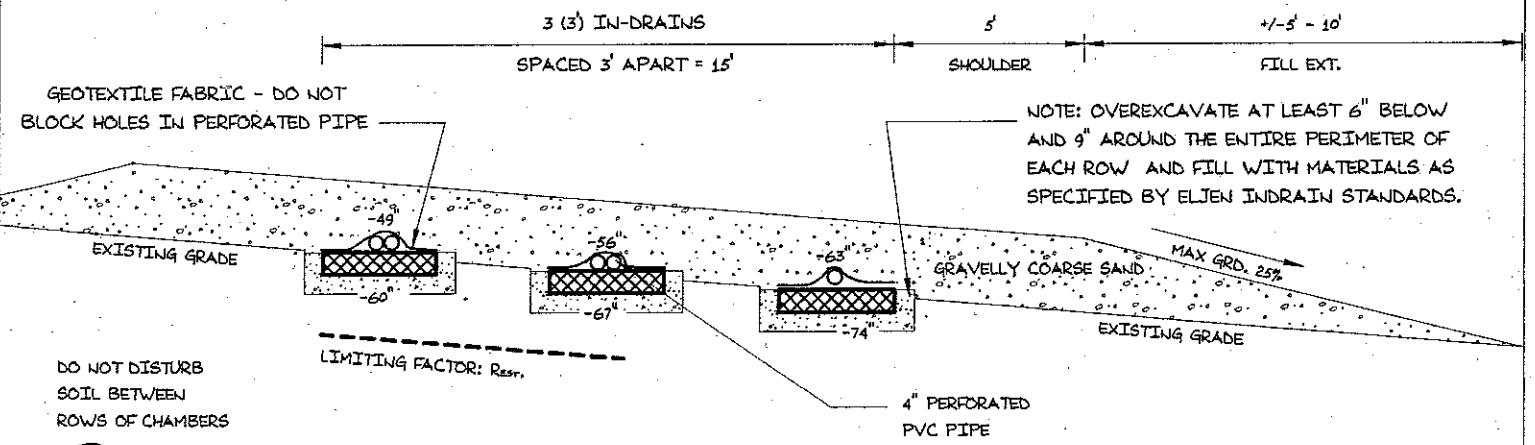 3 (3') IN-DRAINS
5'
+/-5' - 10'
SPACED 3' APART = 15'
SHOULDER
FILL EXT.
GEOTEXTILE FABRIC - DO NOT
BLOCK HOLES IN PERFORATED PIPE
NOTE: OVEREXCAVATE AT LEAST 6" BELOW
AND 9" AROUND THE ENTIRE PERIMETER OF
EACH ROW AND FILL WITH MATERIALS AS
SPECIFIED BY ELJEN INDRAIN STANDARDS.
-49"
-56"
-63"
EXISTING GRADE
MAX GRD. 25%
GRAVELLY COARSE SAND
-60"
-67"
-74"
EXISTING GRADE
LIMITING FACTOR: REST.
DO NOT DISTURB
SOIL BETWEEN
ROWS OF CHAMBERS
4" PERFORATED
PVC PIPE